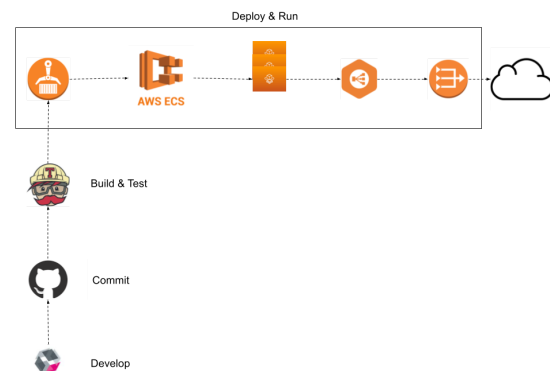 Deploy & Run
AWS ECS
Build & Test
T
Commit
Develop